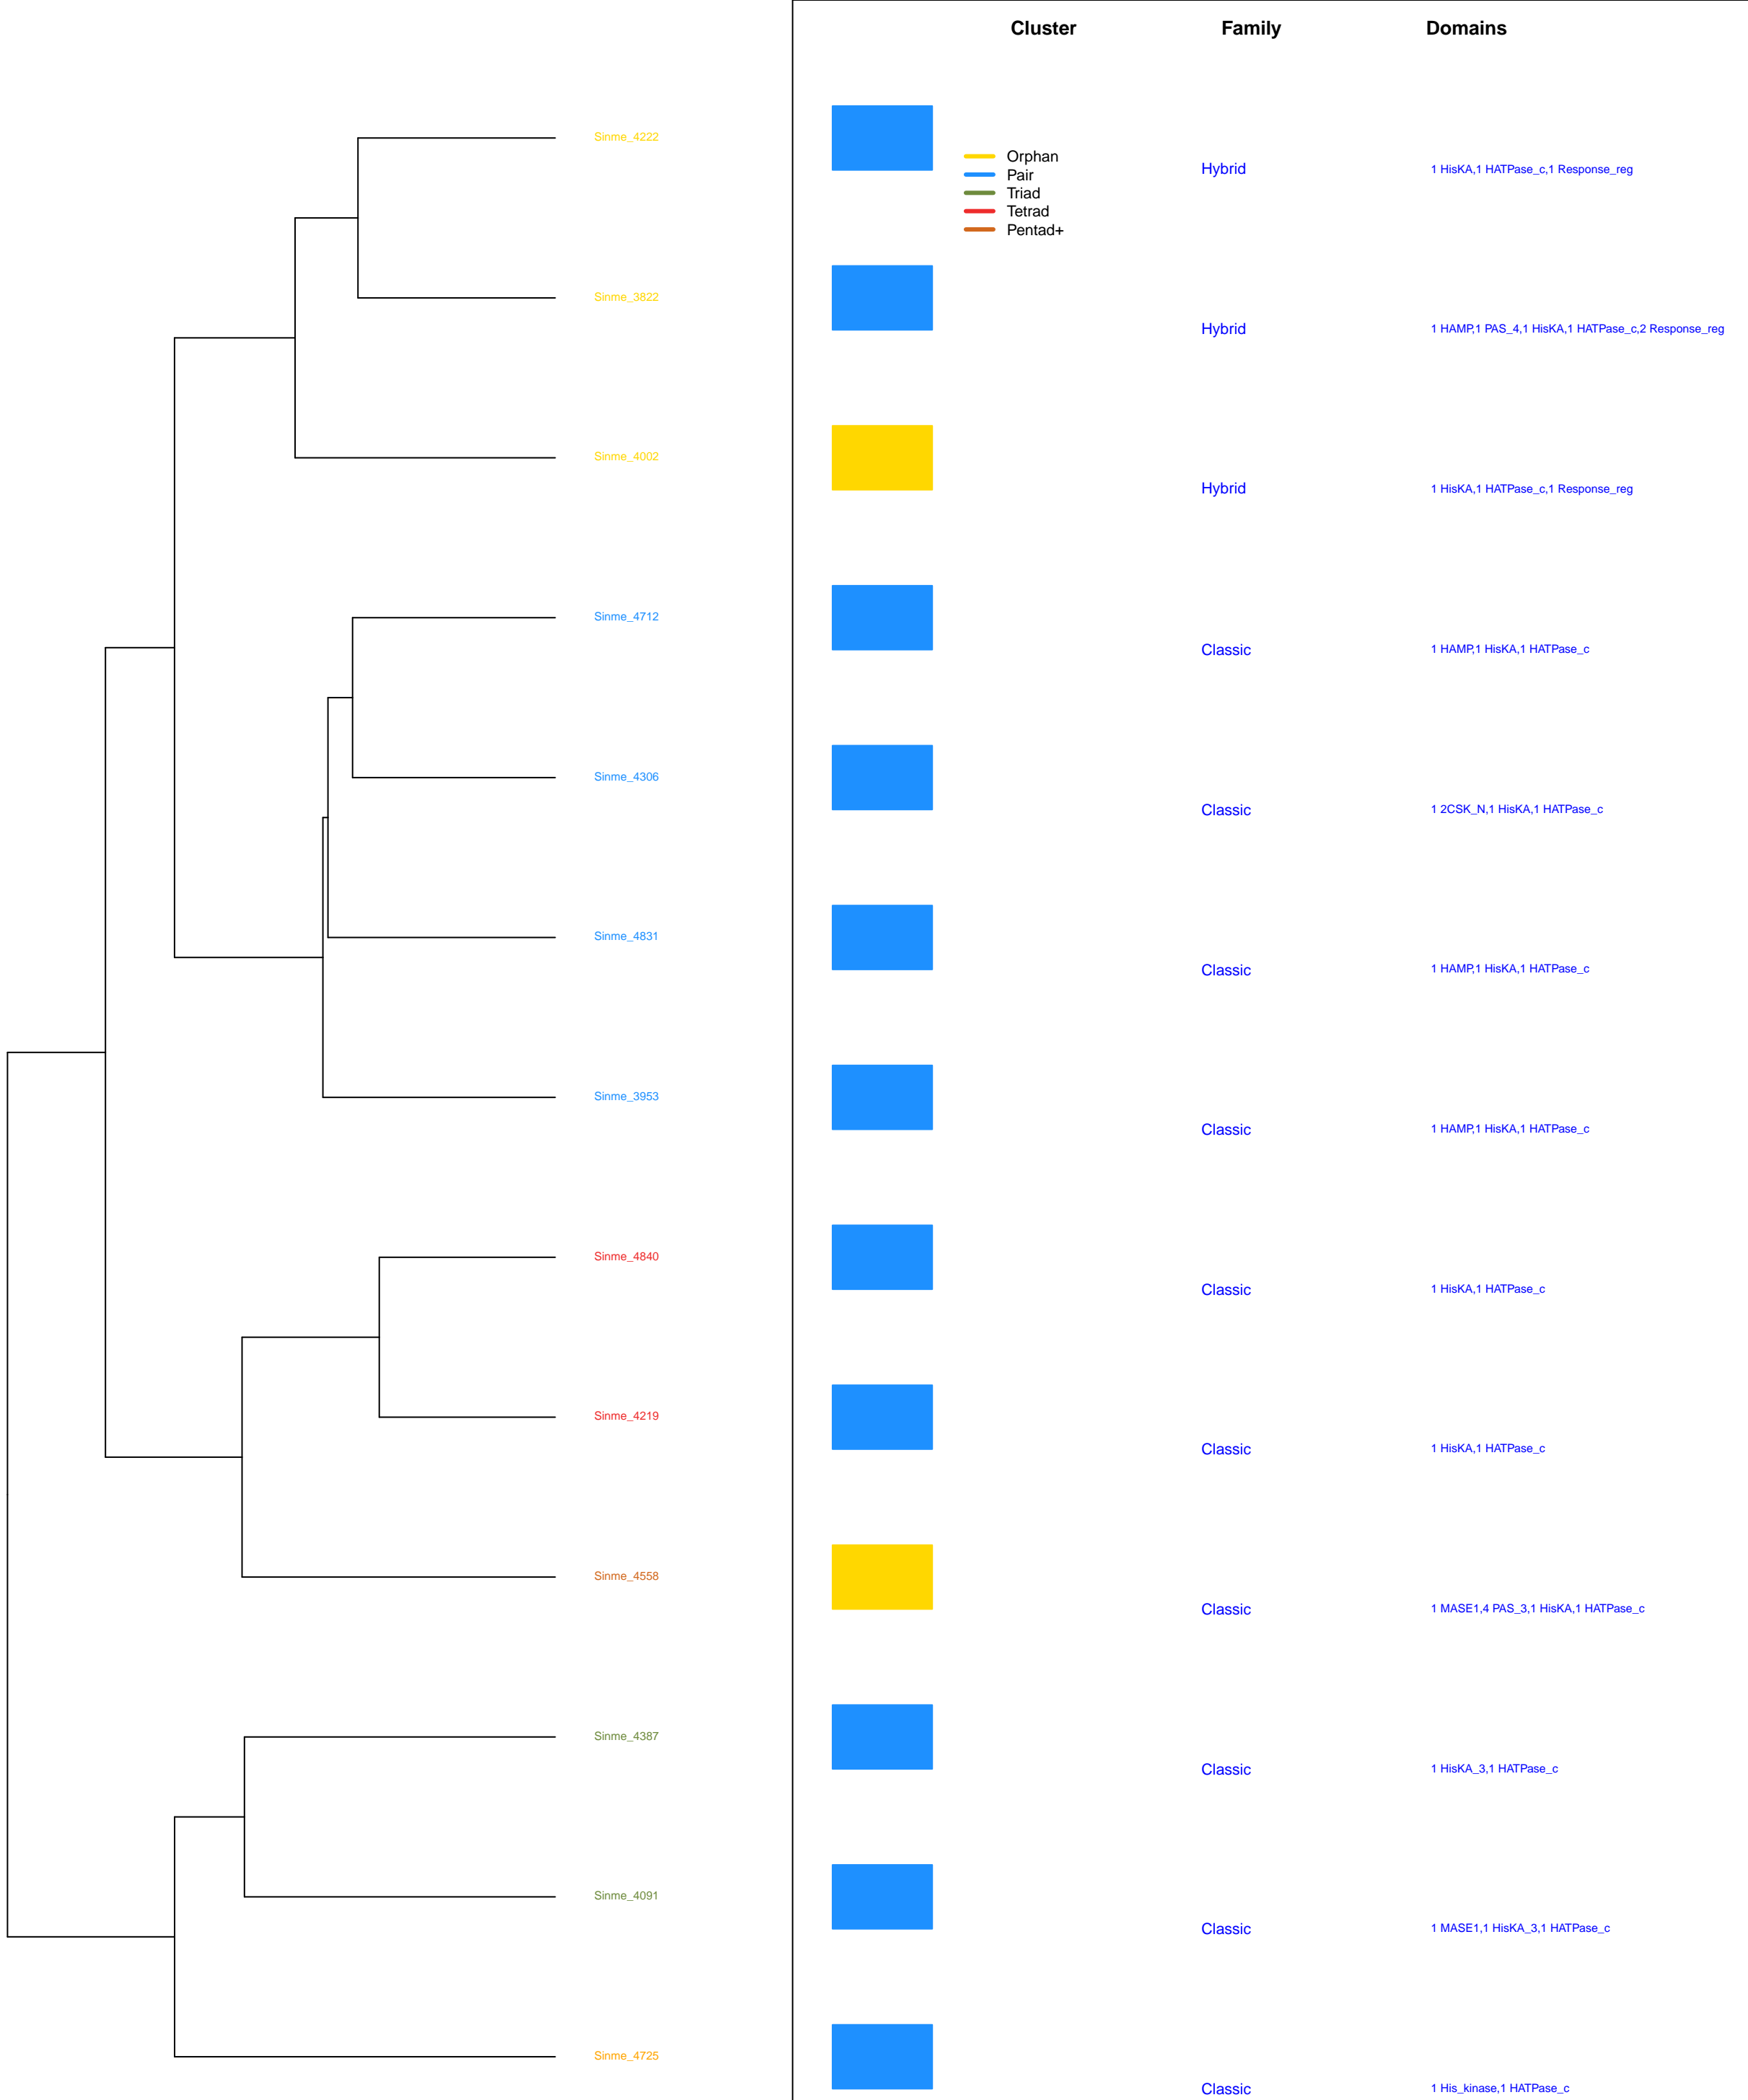 Cluster Family Domains
Sinme_4222
Orphan
Pair
Triad
Tetrad
Pentad+
Hybrid 1 HisKA,1 HATPase_c,1 Response_reg
Sinme_3822
Hybrid 1 HAMP,1 PAS_4,1 HisKA,1 HATPase_c,2 Response_reg
Sinme_4002
Hybrid 1 HisKA,1 HATPase_c,1 Response_reg
Sinme_4712
Classic 1 HAMP,1 HisKA,1 HATPase_c
Sinme_4306
Classic 1 2CSK_N,1 HisKA,1 HATPase_c
Sinme_4831
Classic 1 HAMP,1 HisKA,1 HATPase_c
Sinme_3953
Classic 1 HAMP,1 HisKA,1 HATPase_c
Sinme_4840
Classic 1 HisKA,1 HATPase_c
Sinme_4219
Classic 1 HisKA,1 HATPase_c
Sinme_4558
Classic 1 MASE1,4 PAS_3,1 HisKA,1 HATPase_c
Sinme_4387
Classic 1 HisKA_3,1 HATPase_c
Sinme_4091
Classic 1 MASE1,1 HisKA_3,1 HATPase_c
Sinme_4725
Classic 1 His_kinase,1 HATPase_c